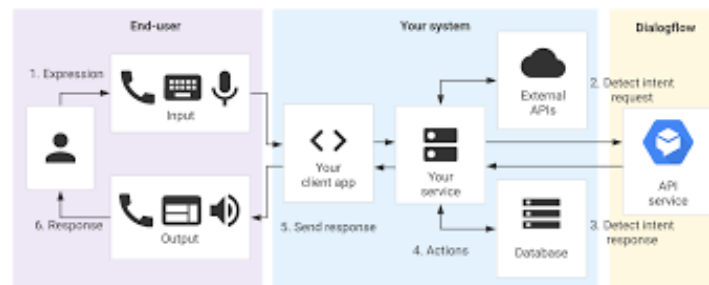 End-user
Your system
Dialogflow
1. Expression
Input
External
APIs
2. Detect intent
request
Your
client app
Your
service
API
service
6. Response
Output
5. Send response
4. Actions
Database
3. Detect intent
response